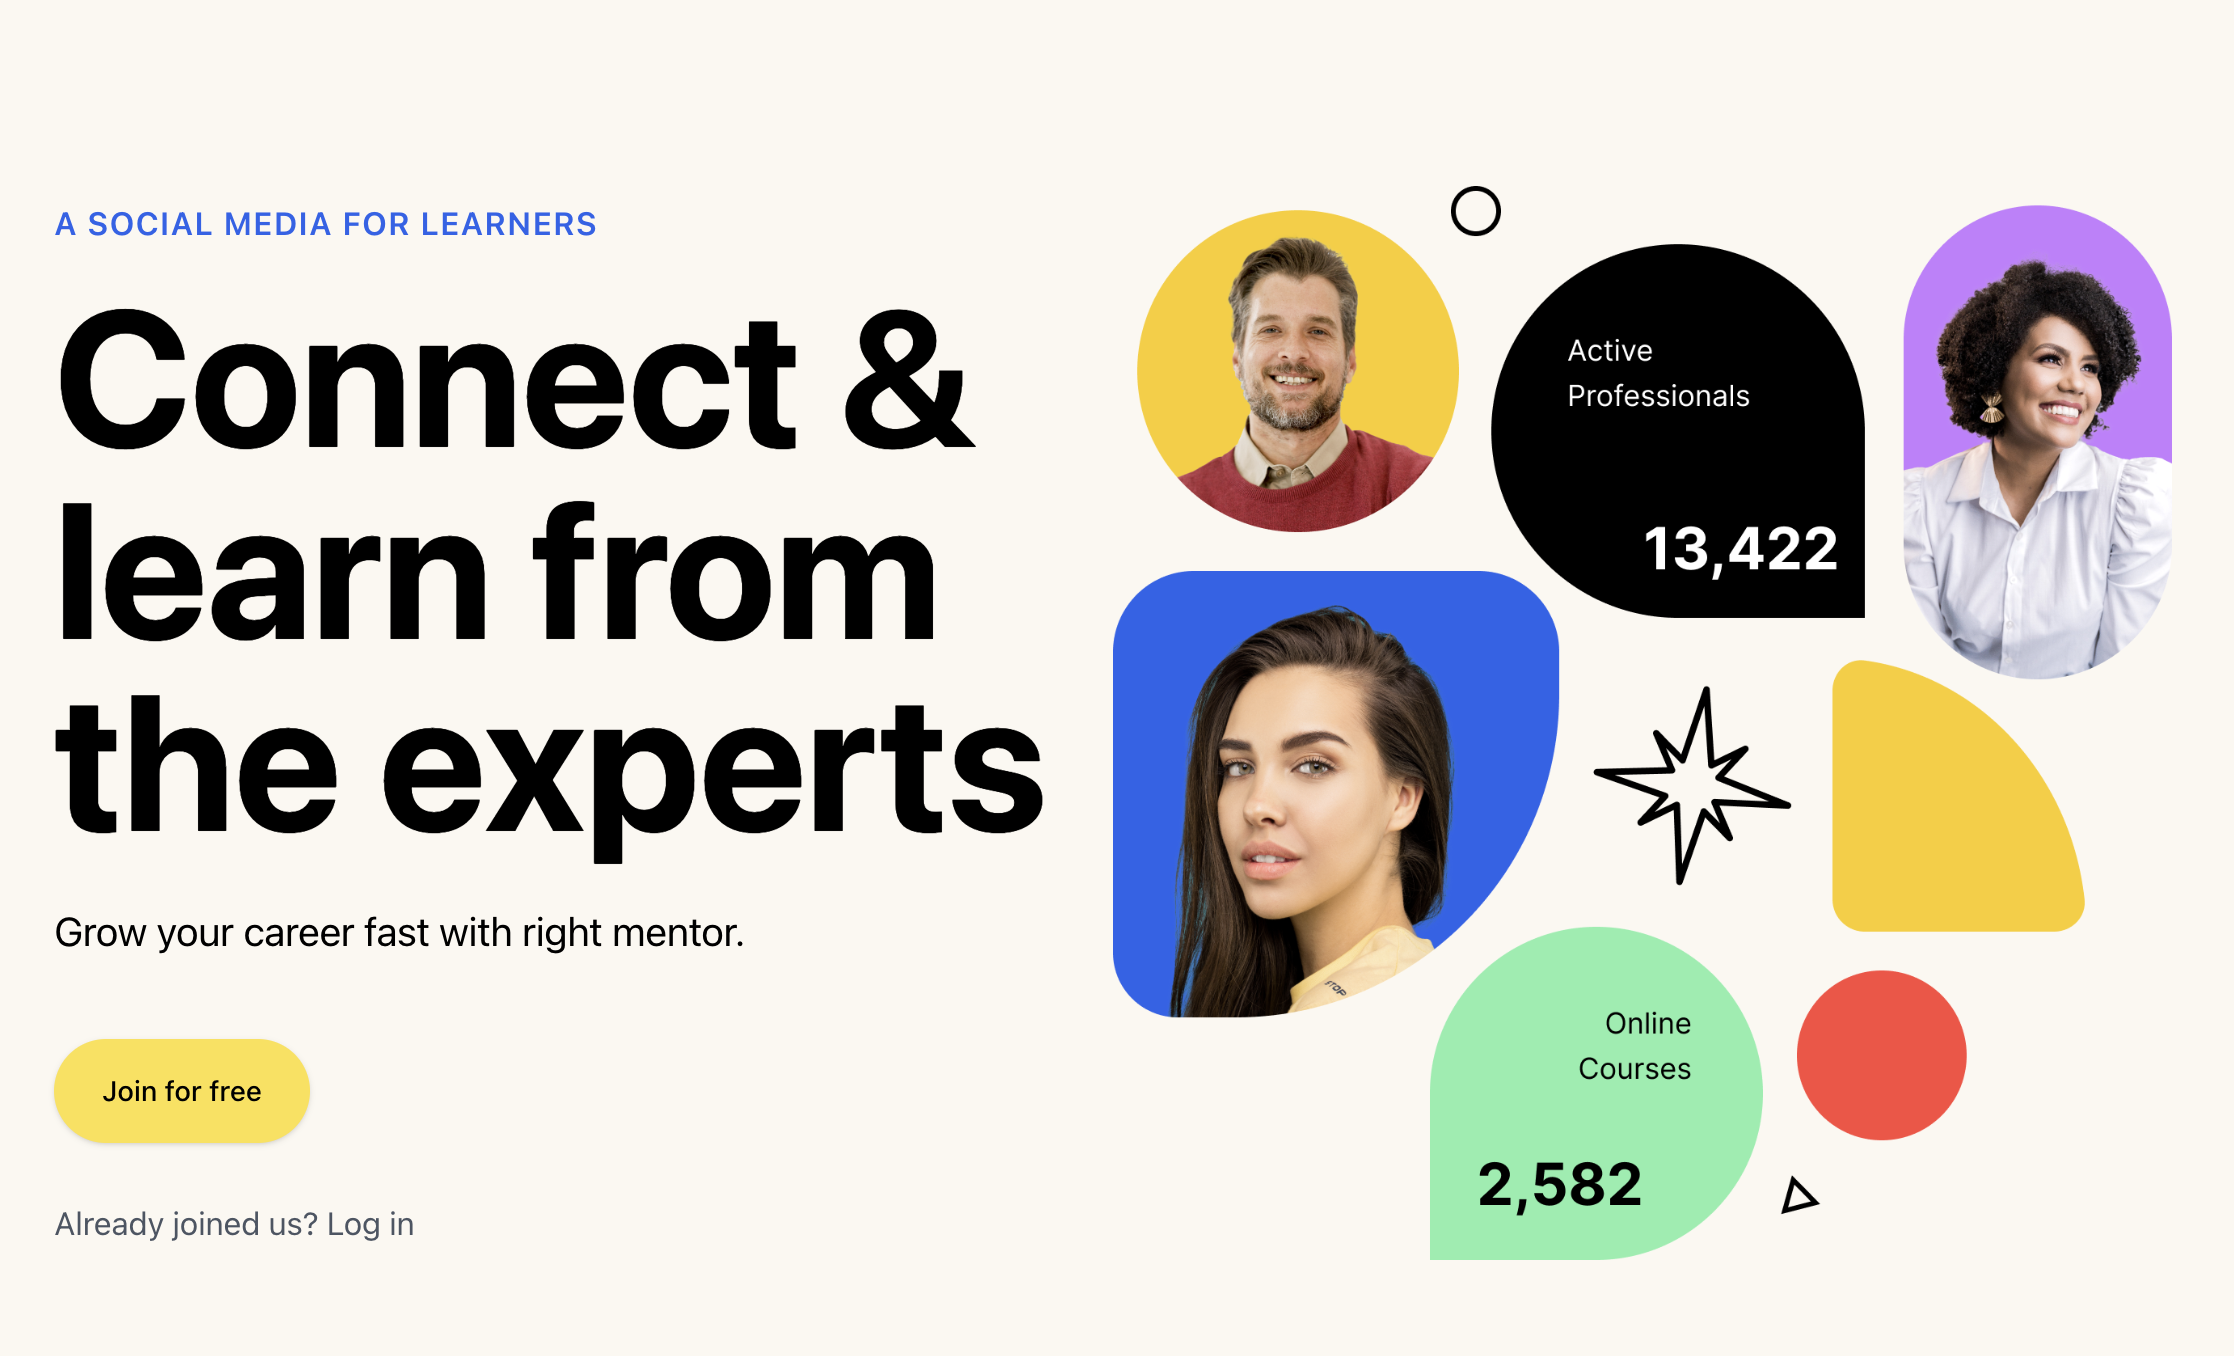 A SOCIAL MEDIA FOR LEARNERS
Connect &
learn from
the experts
Grow your career fast with right mentor.
Join for free
Already joined us? Log in
Active
Professionals
13,422
STOP
Online
Courses
2,582